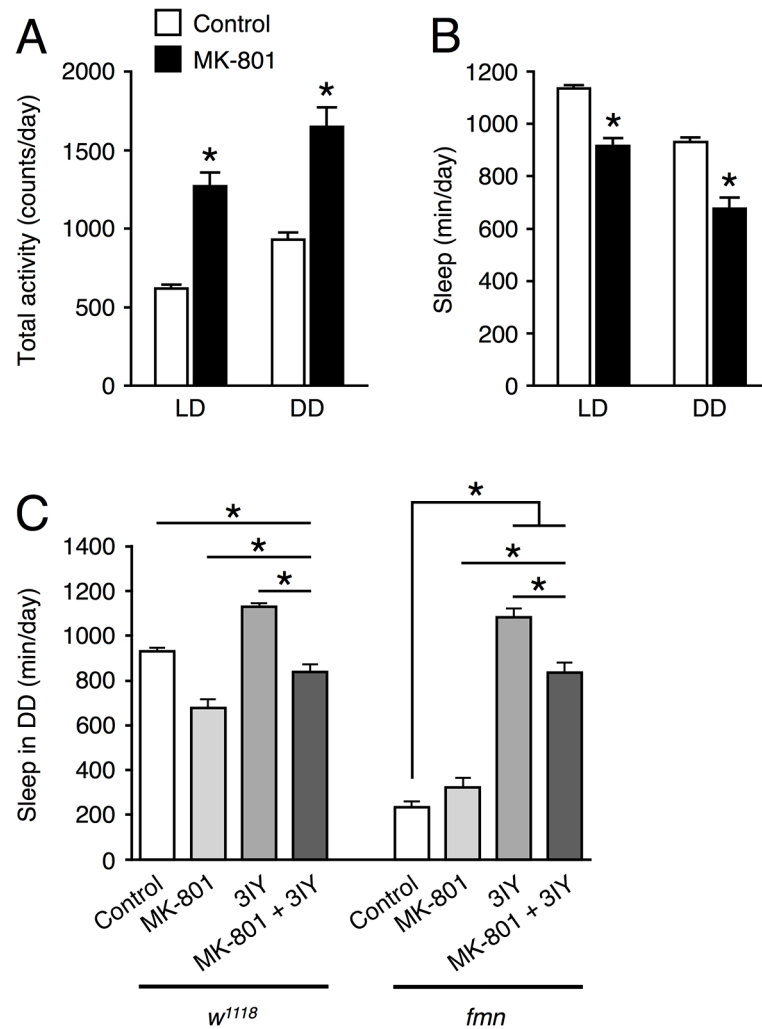 A
Control
MK-801
Total activity (counts/day)
2000
1500
1000
500
0
*
*
LD
DD
B
Sleep (min/day)
1200
1000
800
600
400
200
0
*
*
LD
DD
C
Sleep in DD (min/day)
1400
1200
1000
800
600
400
200
0
*
*
*
*
*
*
Control
MK-801
3IY
MK-801 + 3IY
Control
MK-801
3IY
MK-801 + 3IY
w1118
fmn